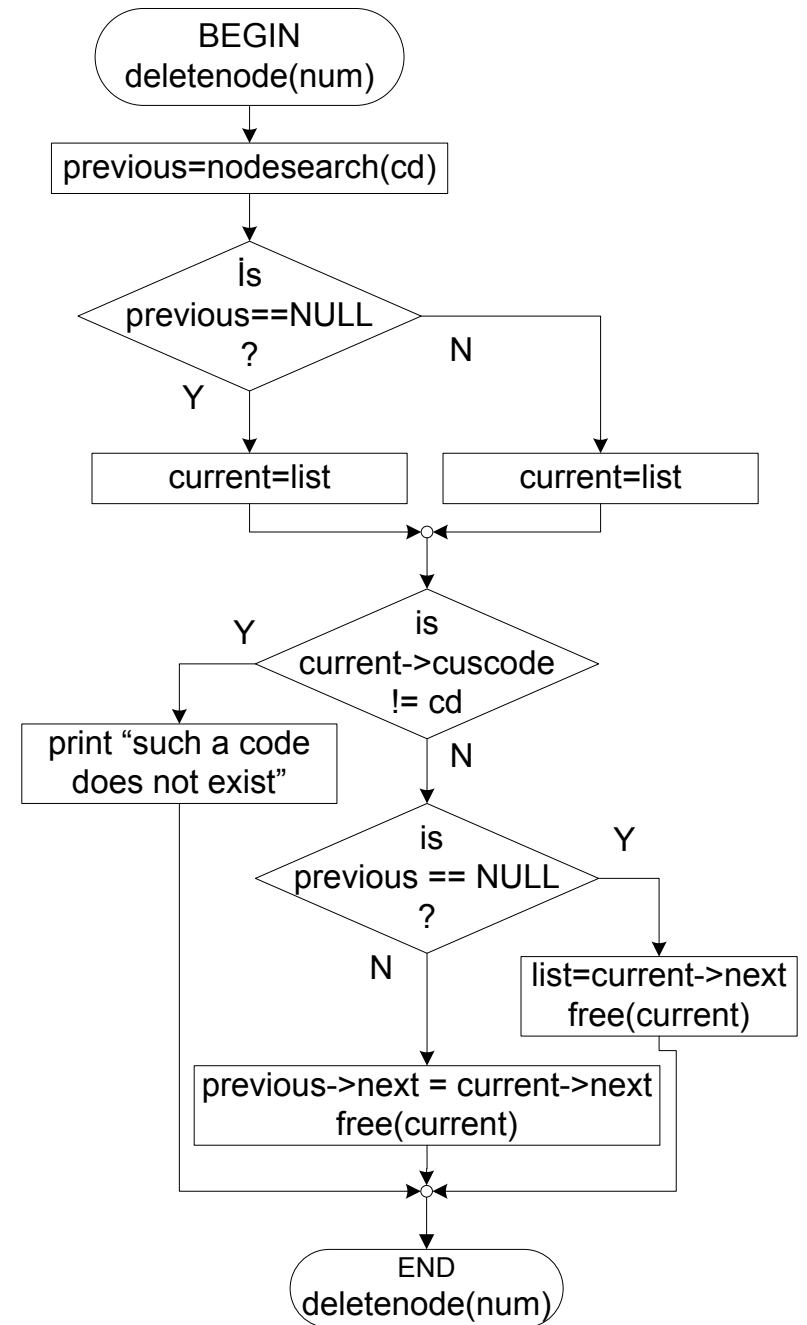 BEGIN
deletenode(num)
previous=nodesearch(cd)
İs
previous==NULL
?
N
Y
current=list
current=list
is
current->cuscode
!= cd
Y
print “such a code
does not exist”
N
is
previous == NULL
?
Y
N
list=current->next
free(current)
previous->next = current->next
free(current)
END
deletenode(num)